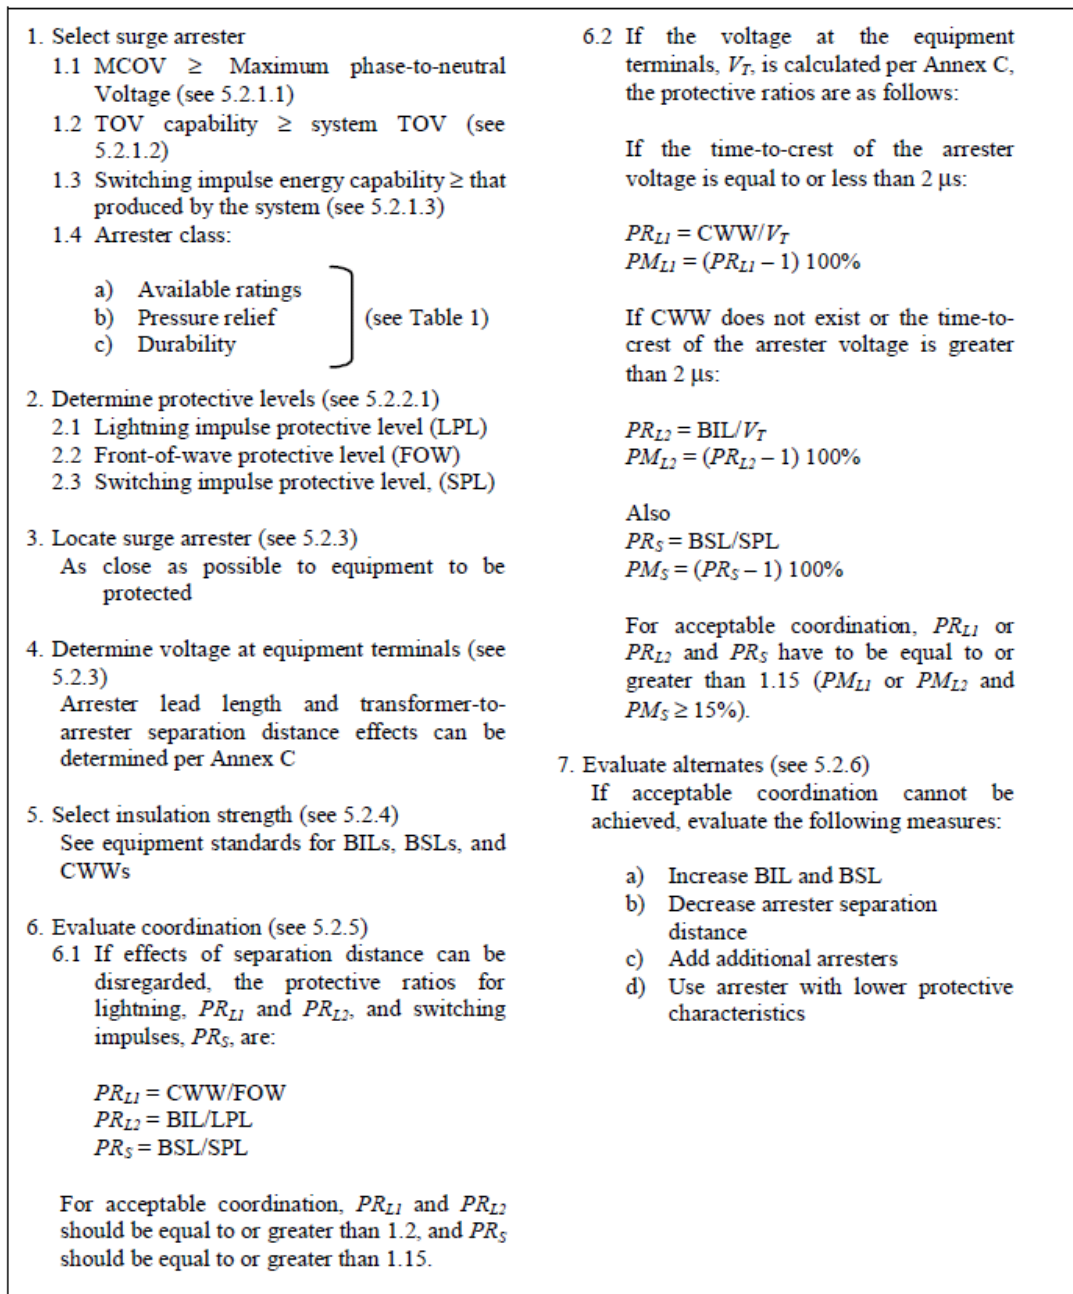 1. Select surge arrester
1.1 MCOV ≥ Maximum phase-to-neutral
Voltage (see 5.2.1.1)
1.2 TOV capability ≥ system TOV (see
5.2.1.2)
1.3 Switching impulse energy capability ≥ that
produced by the system (see 5.2.1.3)
1.4 Arrester class:
a) Available ratings
b) Pressure relief (see Table 1)
c) Durability
2. Determine protective levels (see 5.2.2.1)
2.1 Lightning impulse protective level (LPL)
2.2 Front-of-wave protective level (FOW)
2.3 Switching impulse protective level, (SPL)
3. Locate surge arrester (see 5.2.3)
As close as possible to equipment to be
protected
4. Determine voltage at equipment terminals (see
5.2.3)
Arrester lead length and transformer-to-
arrester separation distance effects can be
determined per Annex C
5. Select insulation strength (see 5.2.4)
See equipment standards for BILs, BSLs, and
CWWs
6. Evaluate coordination (see 5.2.5)
6.1 If effects of separation distance can be
disregarded, the protective ratios for
lightning, PRL1 and PRL2, and switching
impulses, PRS, are:
PRL1 = CWW/FOW
PRL2 = BIL/LPL
PRS = BSL/SPL
For acceptable coordination, PRL1 and PRL2
should be equal to or greater than 1.2, and PRS
should be equal to or greater than 1.15.
6.2 If the voltage at the equipment
terminals, VT, is calculated per Annex C,
the protective ratios are as follows:
If the time-to-crest of the arrester
voltage is equal to or less than 2 μs:
PRL1 = CWW/VT
PML1 = (PRL1 – 1) 100%
If CWW does not exist or the time-to-
crest of the arrester voltage is greater
than 2 μs:
PRL2 = BIL/VT
PML2 = (PRL2 – 1) 100%
Also
PRS = BSL/SPL
PMS = (PRS – 1) 100%
For acceptable coordination, PRL1 or
PRL2 and PRS have to be equal to or
greater than 1.15 (PML1 or PML2 and
PMS ≥ 15%).
7. Evaluate alternates (see 5.2.6)
If acceptable coordination cannot be
achieved, evaluate the following measures:
a) Increase BIL and BSL
b) Decrease arrester separation
distance
c) Add additional arresters
d) Use arrester with lower protective
characteristics